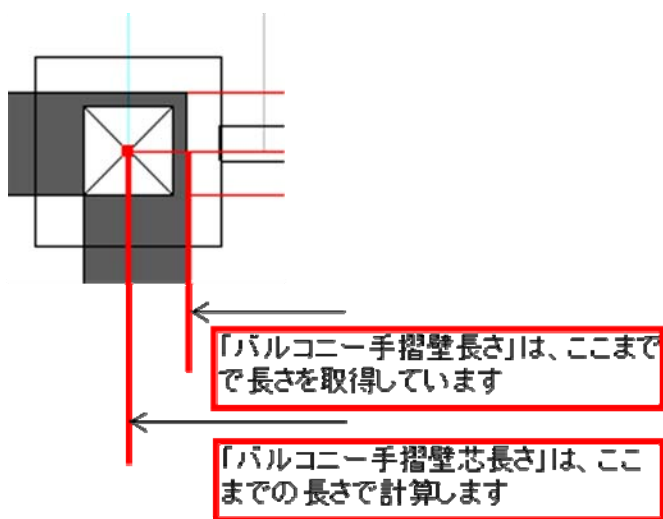 「バルコニー手摺壁長さ」は、ここまで
で長さを取得しています
「バルコニー手摺壁芯長さ」は、ここ
までの長さで計算します